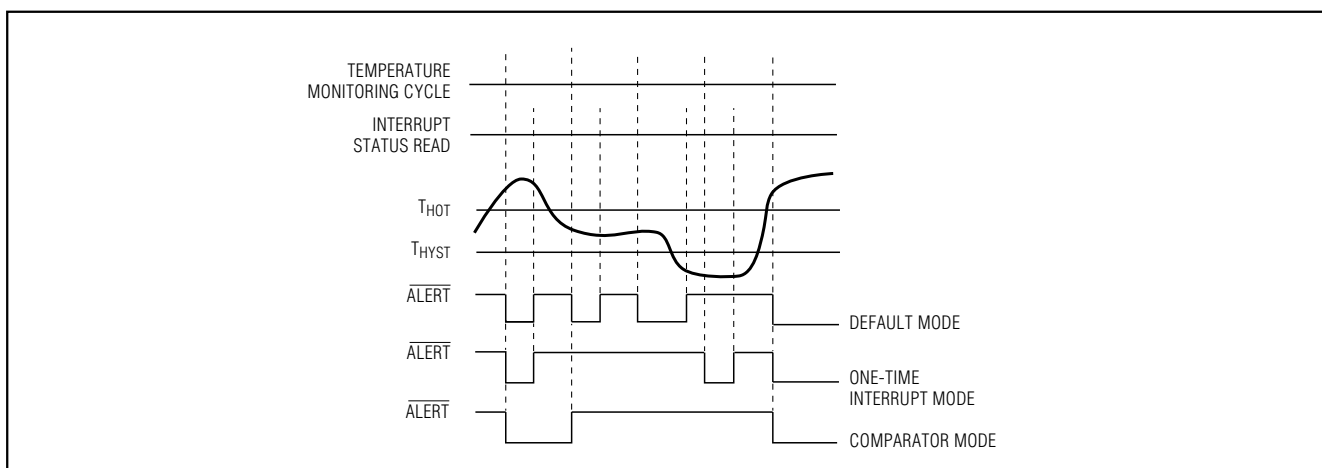 TEMPERATURE
MONITORING CYCLE
INTERRUPT
STATUS READ
THOT
THYST
ALERT
DEFAULT MODE
ALERT
ONE-TIME
INTERRUPT MODE
ALERT
COMPARATOR MODE